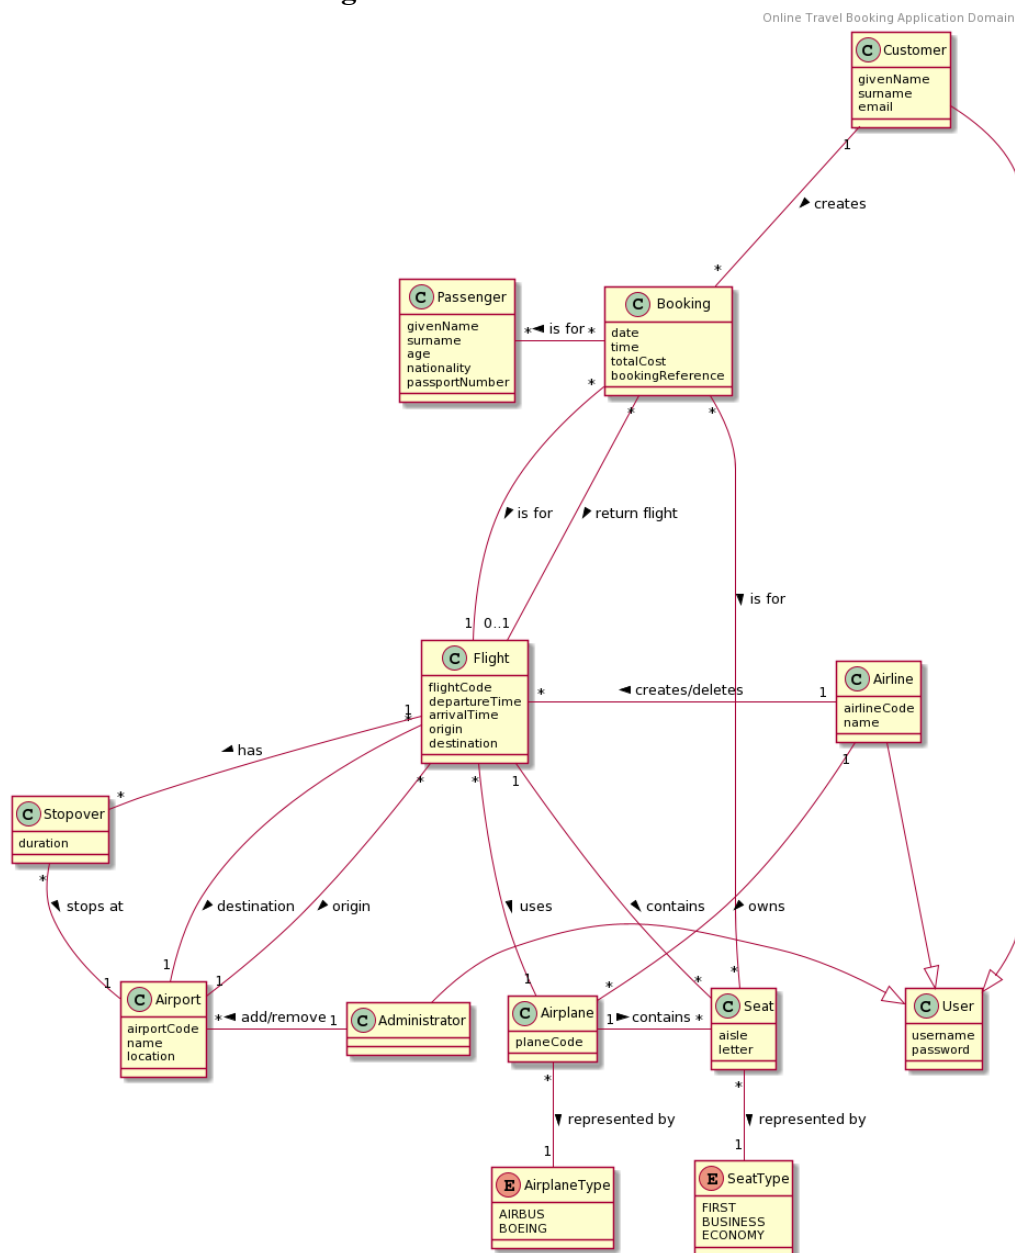 Online Travel Booking Application Domain
C Customer
givenName
surname
email
1
creates
*
C Passenger
givenName
surname
age
nationality
passportNumber
* is for *
C Booking
date
time
totalCost
bookingReference
*
*
*
is for
return flight
is for
1
0..1
C Flight
flightCode
departureTime
arrivalTime
origin
destination
* creates/deletes 1
C Airline
airlineCode
name
1
*
has
*
*
*
1
1
C Stopover
duration
*
stops at
destination
origin
uses
contains
owns
1
1
1
1
*
*
*
C Airport
airportCode
name
location
* add/remove 1
C Administrator
C Airplane
planeCode
1 contains *
C Seat
aisle
letter
C User
username
password
*
represented by
1
*
represented by
1
E AirplaneType
AIRBUS
BOEING
E SeatType
FIRST
BUSINESS
ECONOMY